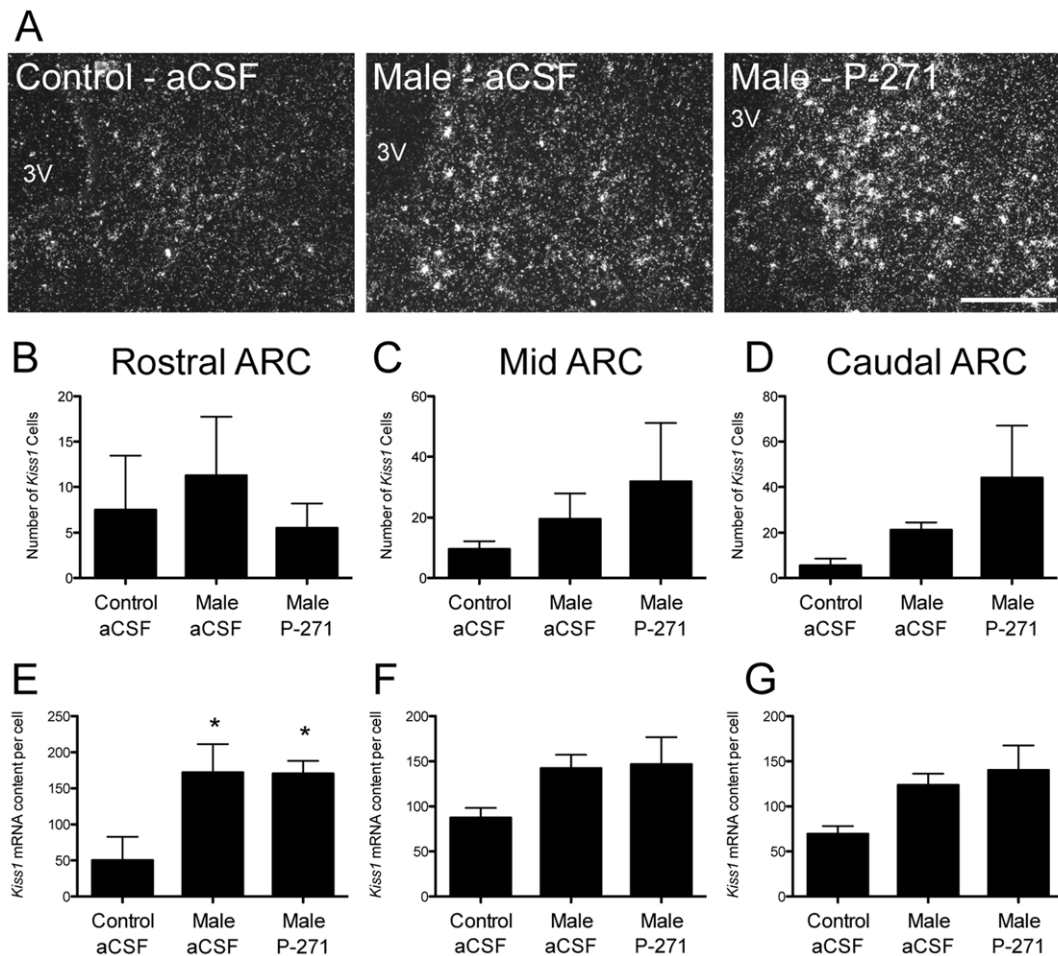 A
Control - aCSF
3V
Male - aCSF
3V
Male - P-271
3V
B
Rostral ARC
Number of Kiss1 Cells
20
15
10
5
0
Control
aCSF
Male
aCSF
Male
P-271
C
Mid ARC
Number of Kiss1 Cells
60
40
20
0
Control
aCSF
Male
aCSF
Male
P-271
D
Caudal ARC
Number of Kiss1 Cells
80
60
40
20
0
Control
aCSF
Male
aCSF
Male
P-271
E
Kiss1 mRNA content per cell
250
200
150
100
50
0
*
*
Control
aCSF
Male
aCSF
Male
P-271
F
Kiss1 mRNA content per cell
200
150
100
50
0
Control
aCSF
Male
aCSF
Male
P-271
G
Kiss1 mRNA content per cell
200
150
100
50
0
Control
aCSF
Male
aCSF
Male
P-271